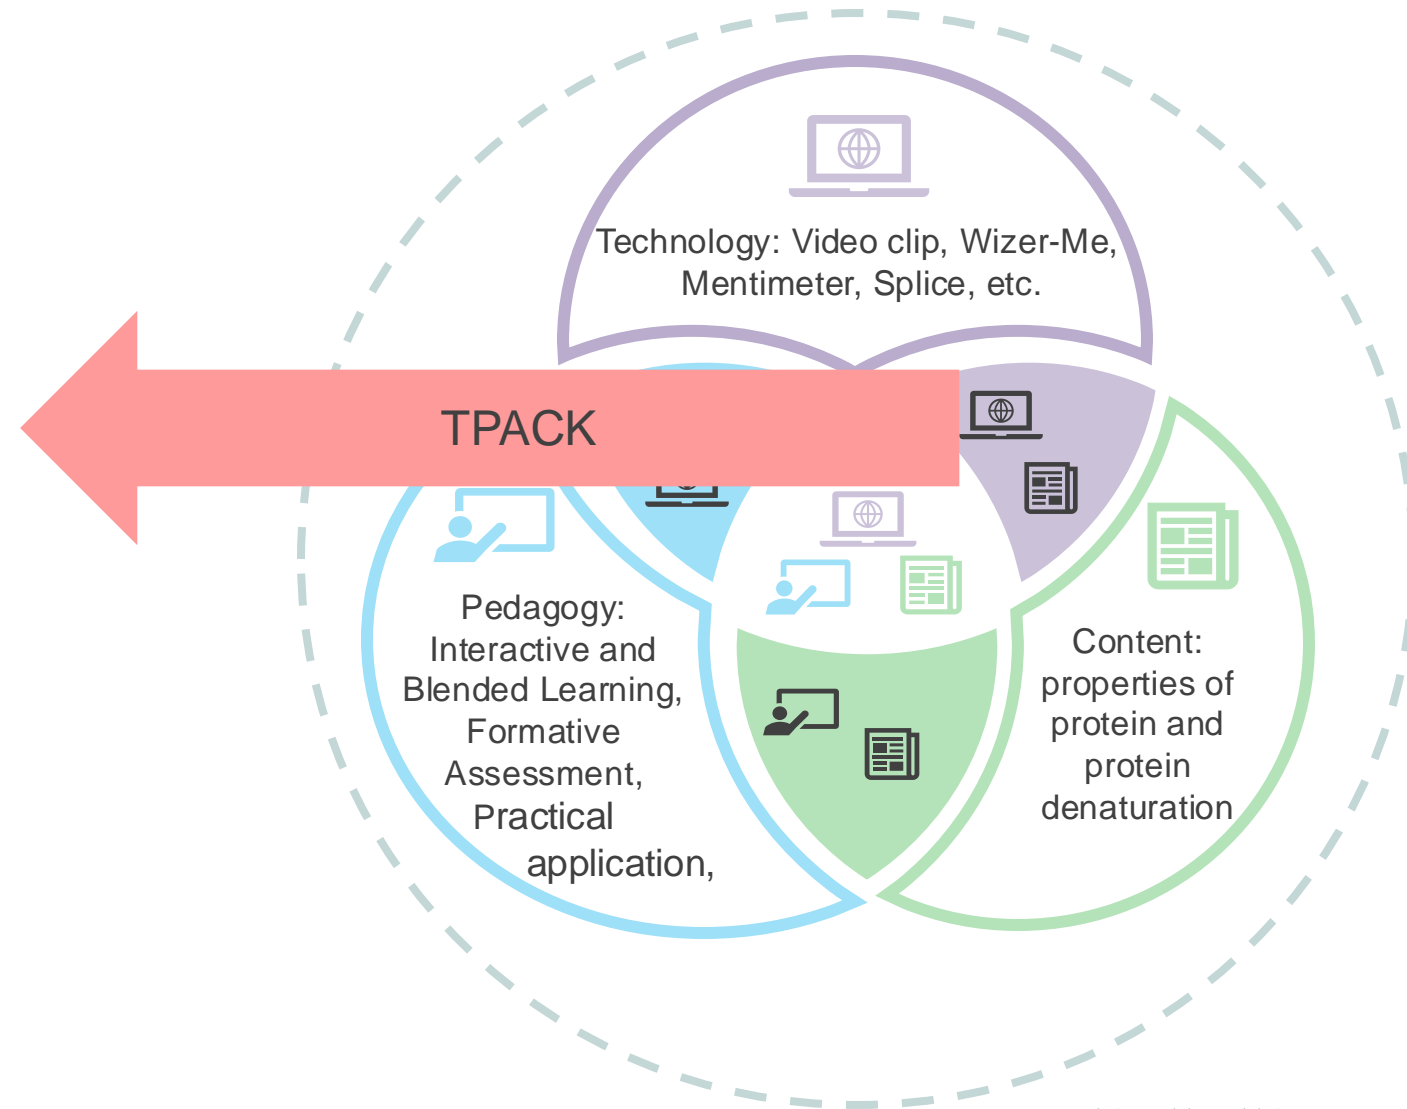 Technology: Video clip, Wizer-Me,
Mentimeter, Splice, etc.
TPACK
Pedagogy:
Interactive and
Blended Learning,
Formative
Assessment,
Practical
application,
Content:
properties of
protein and
protein
denaturation